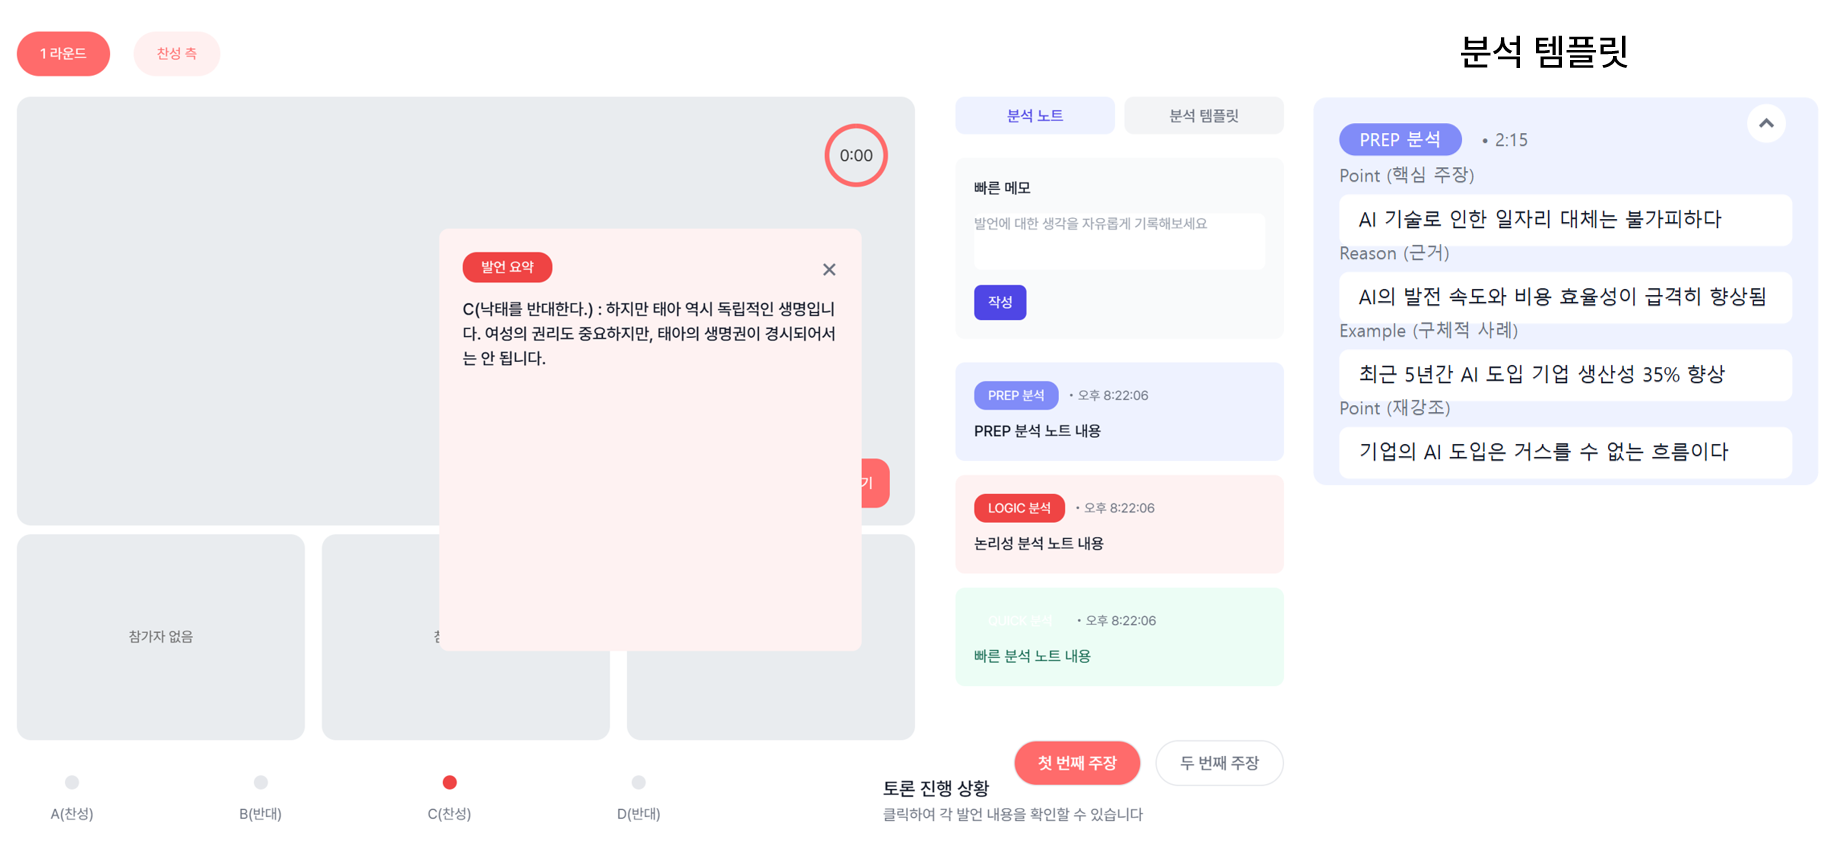 1 라운드
찬성 측
0:00
발언 요약
C(낙태를 반대한다.) : 하지만 태아 역시 독립적인 생명입니
다. 여성의 권리도 중요하지만, 태아의 생명권이 경시되어서
는 안 됩니다.
기
참가자 없음
A(찬성)
B(반대)
C(찬성)
D(반대)
토론 진행 상황
클릭하여 각 발언 내용을 확인할 수 있습니다
첫 번째 주장
두 번째 주장
분석 노트
분석 템플릿
빠른 메모
발언에 대한 생각을 자유롭게 기록해보세요
작성
PREP 분석
• 오후 8:22:06
PREP 분석 노트 내용
LOGIC 분석
• 오후 8:22:06
논리성 분석 노트 내용
QUICK 분석
• 오후 8:22:06
빠른 분석 노트 내용
분석 템플릿
PREP 분석
• 2:15
Point (핵심 주장)
AI 기술로 인한 일자리 대체는 불가피하다
Reason (근거)
AI의 발전 속도와 비용 효율성이 급격히 향상됨
Example (구체적 사례)
최근 5년간 AI 도입 기업 생산성 35% 향상
Point (재강조)
기업의 AI 도입은 거스를 수 없는 흐름이다